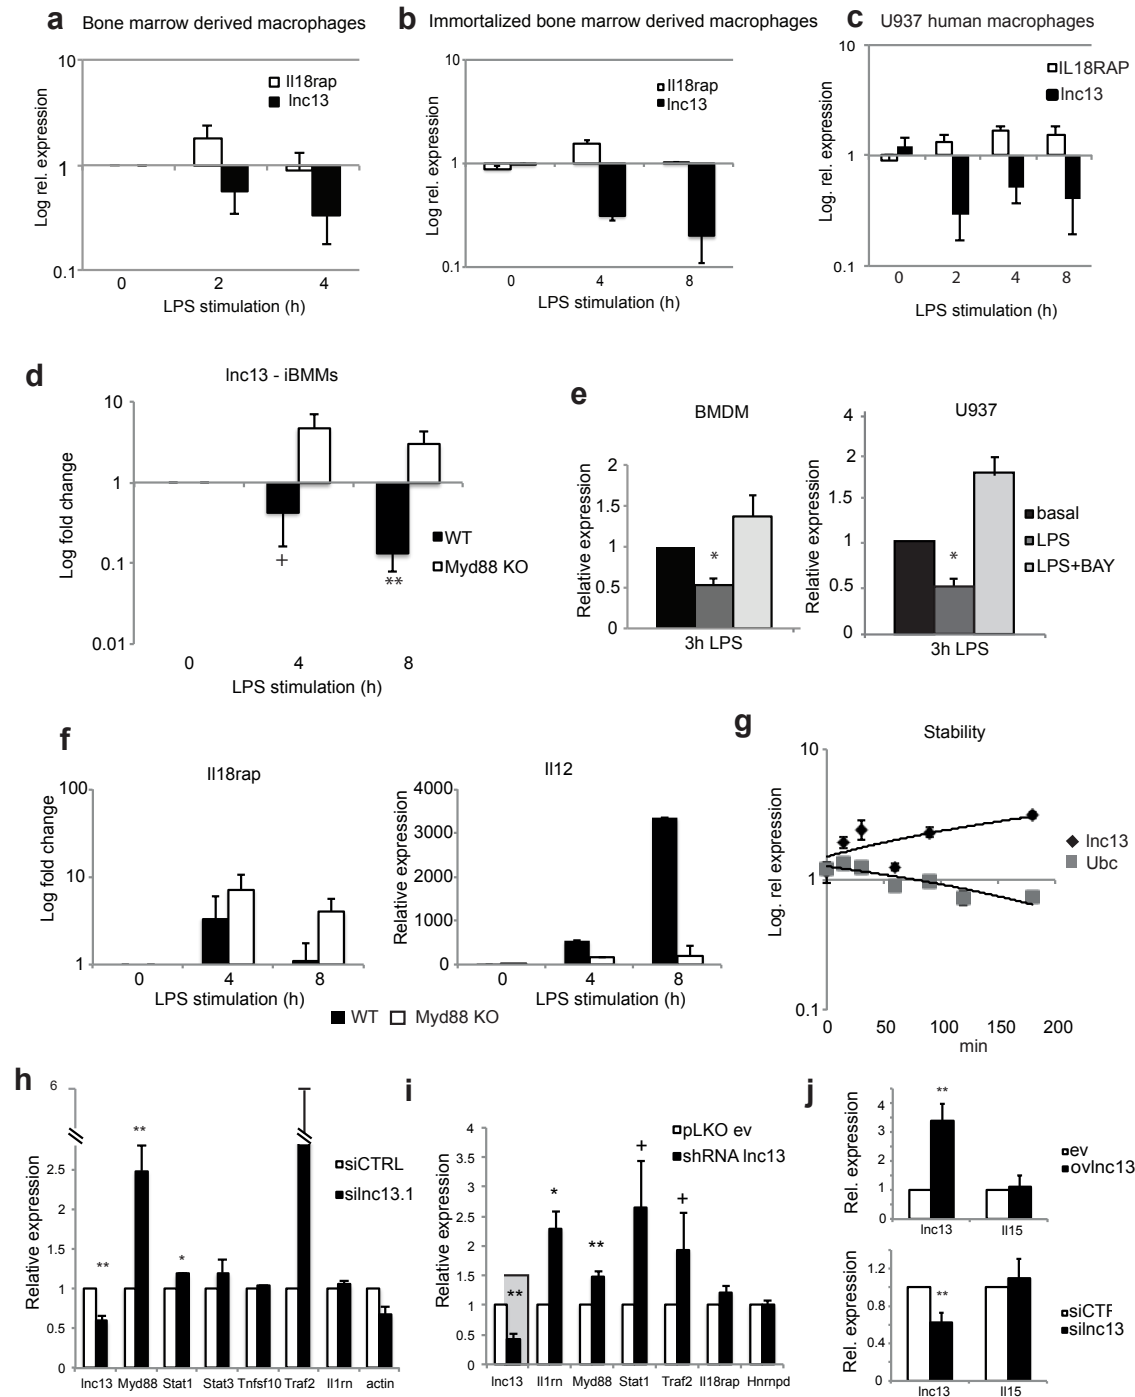 a Bone marrow derived macrophages
10
1
0.1
Log rel. expression
Il18rap
lnc13
0 2 4
LPS stimulation (h)
b Immortalized bone marrow derived macrophages
10
1
0.1
Log rel. expression
Il18rap
lnc13
0 4 8
LPS stimulation (h)
c U937 human macrophages
10
1
0.1
Log. rel. expression
IL18RAP
lnc13
0 2 4 8
LPS stimulation (h)
d lnc13 - iBMMs
10
1
0.1
0.01
Log fold change
+
**
WT
Myd88 KO
0 4 8
LPS stimulation (h)
e BMDM
2
1.5
1
0.5
0
Relative expression
*
3h LPS
U937
4
2
1.5
1
0.5
0
Relative expression
*
3h LPS
basal
LPS
LPS+BAY
f Il18rap
100
10
1
Log fold change
0 4 8
LPS stimulation (h)
Il12
4000
3000
2000
1000
0
Relative expression
0 4 8
LPS stimulation (h)
WT Myd88 KO
g Stability
10
1
0.1
Log. rel expression
lnc13
Ubc
0 50 100 150 200
min
h
6
2.5
2
1.5
1
0.5
0
Relative expression
** ** *
siCTRL
silnc13.1
lnc13 Myd88 Stat1 Stat3 Tnfsf10 Traf2 Il1rn actin
i
4
3.5
3
2.5
2
1.5
1
0.5
0
Relative expression
pLKO ev
shRNA lnc13
** * ** + +
lnc13 Il1rn Myd88 Stat1 Traf2 Il18rap Hnrnpd
j
4
3
2
1
0
Rel. expression
**
ev
ovlnc13
lnc13 Il15
1.2
0.8
0.4
0
Rel. expression
**
siCTF
silnc13
lnc13 Il15